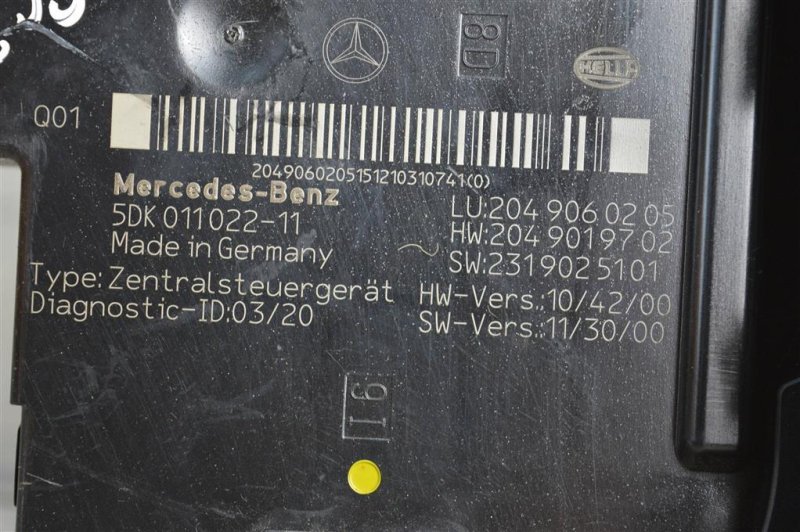 8D
HELLA
Q01
204906020515121031074 1(0)
Mercedes-Benz
5DK 011 022-11
Made in Germany
Type: Zentralsteuergerät
Diagnostic-ID:03/20
LU:204 906 02 05
HW:204 901 97 02
SW:231 902 51 01
HW-Vers.:10/42/00
SW-Vers.:11/30/00